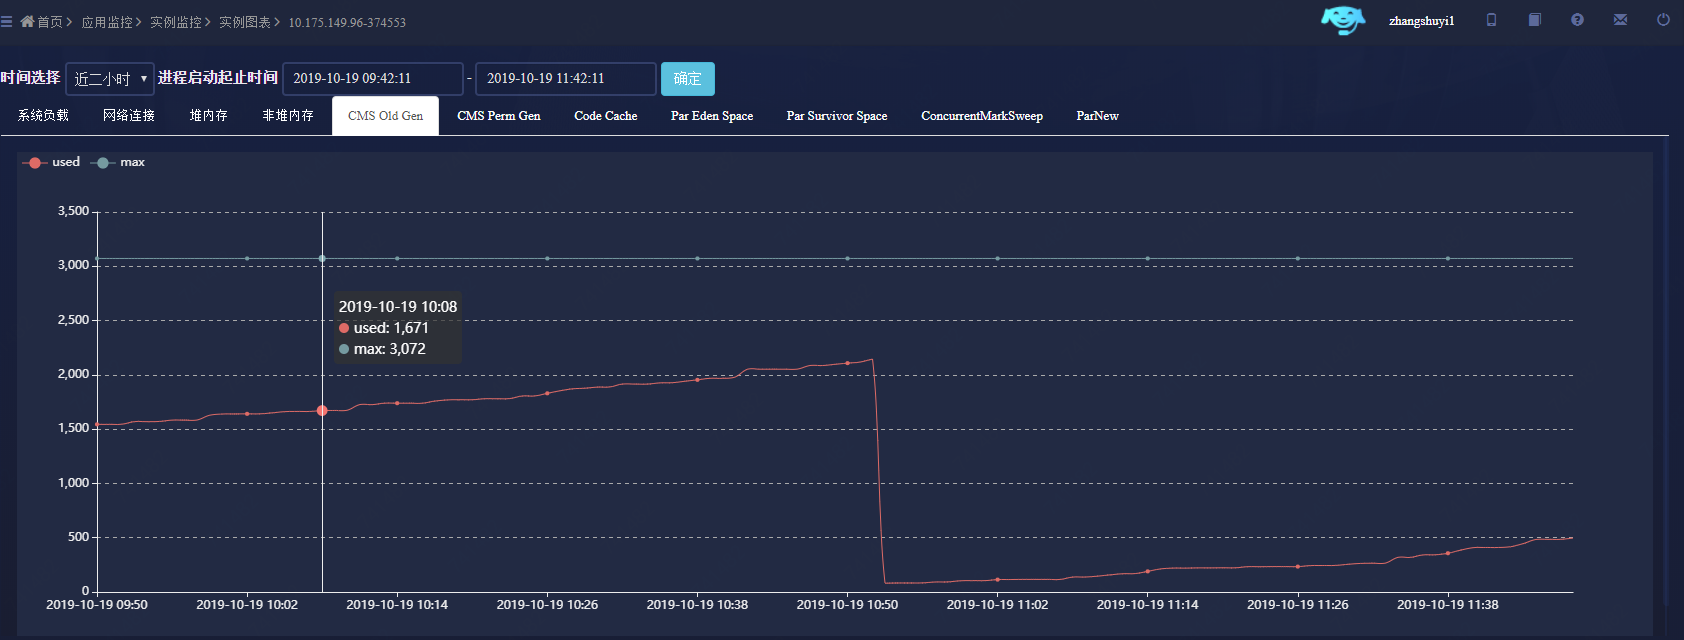 首页 > 应用监控 > 实例监控 > 实例图表 > 10.175.149.96-374553
zhangshuyi1
时间选择 近二小时 进程启动起止时间 2019-10-19 09:42:11 - 2019-10-19 11:42:11 确定
系统负载 网络连接 堆内存 非堆内存 CMS Old Gen CMS Perm Gen Code Cache Par Eden Space Par Survivor Space ConcurrentMarkSweep ParNew
used max
3,500
3,000
2,500
2,000
1,500
1,000
500
0
2019-10-19 10:08
used: 1,671
max: 3,072
2019-10-19 09:50 2019-10-19 10:02 2019-10-19 10:14 2019-10-19 10:26 2019-10-19 10:38 2019-10-19 10:50 2019-10-19 11:02 2019-10-19 11:14 2019-10-19 11:26 2019-10-19 11:38